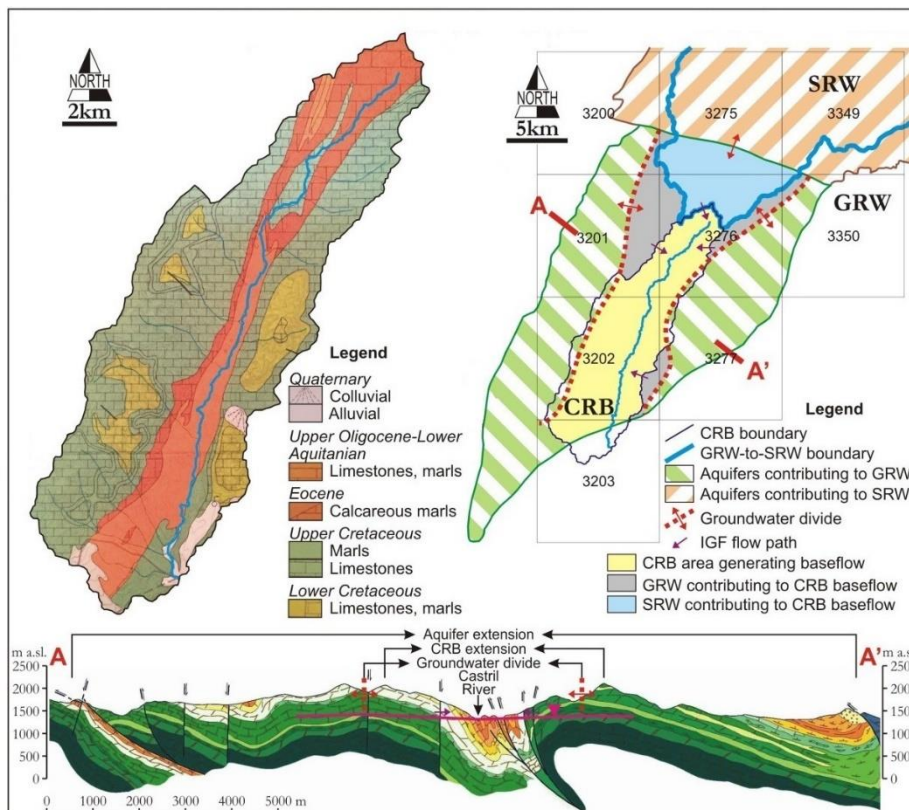 NORTH
2km
Legend
Quaternary
Colluvial
Alluvial
Upper Oligocene-Lower
Aquitanian
Limestones, marls
Eocene
Calcareous marls
Upper Cretaceous
Marls
Limestones
Lower Cretaceous
Limestones, marls
NORTH
5km
SRW
3200
3275
3349
GRW
A
3201
3276
3350
3202
3277
A'
CRB
3203
Legend
CRB boundary
GRW-to-SRW boundary
Aquifers contributing to GRW
Aquifers contributing to SRW
Groundwater divide
IGF flow path
CRB area generating baseflow
GRW contributing to CRB baseflow
SRW contributing to CRB baseflow
m a.sl.
A
2500
2000
1500
1000
500
0
Aquifer extension
CRB extension
Groundwater divide
Castril
River
A'
m a.sl.
2500
2000
1500
1000
500
0
0 1000 2000 3000 4000 5000 m